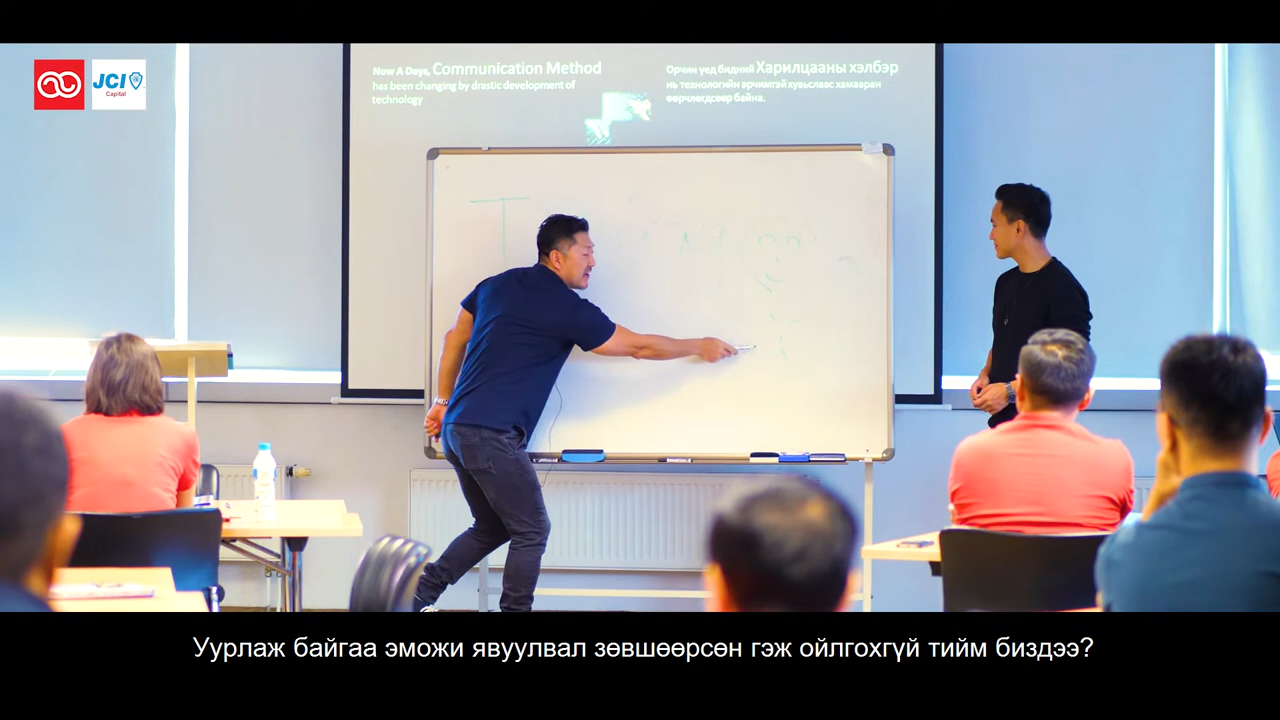 JCI
Capital
Now A Days, Communication Method
has been changing by drastic development of
technology
Орчин үед бидний Харилцааны хэлбэр
нь технологийн эрчимтэй хувьслаас хамааран
өөрчлөгдсөөр байна.
Уурлаж байгаа эможи явуулвал зөвшөөрсөн гэж ойлгохгүй тийм биздээ?